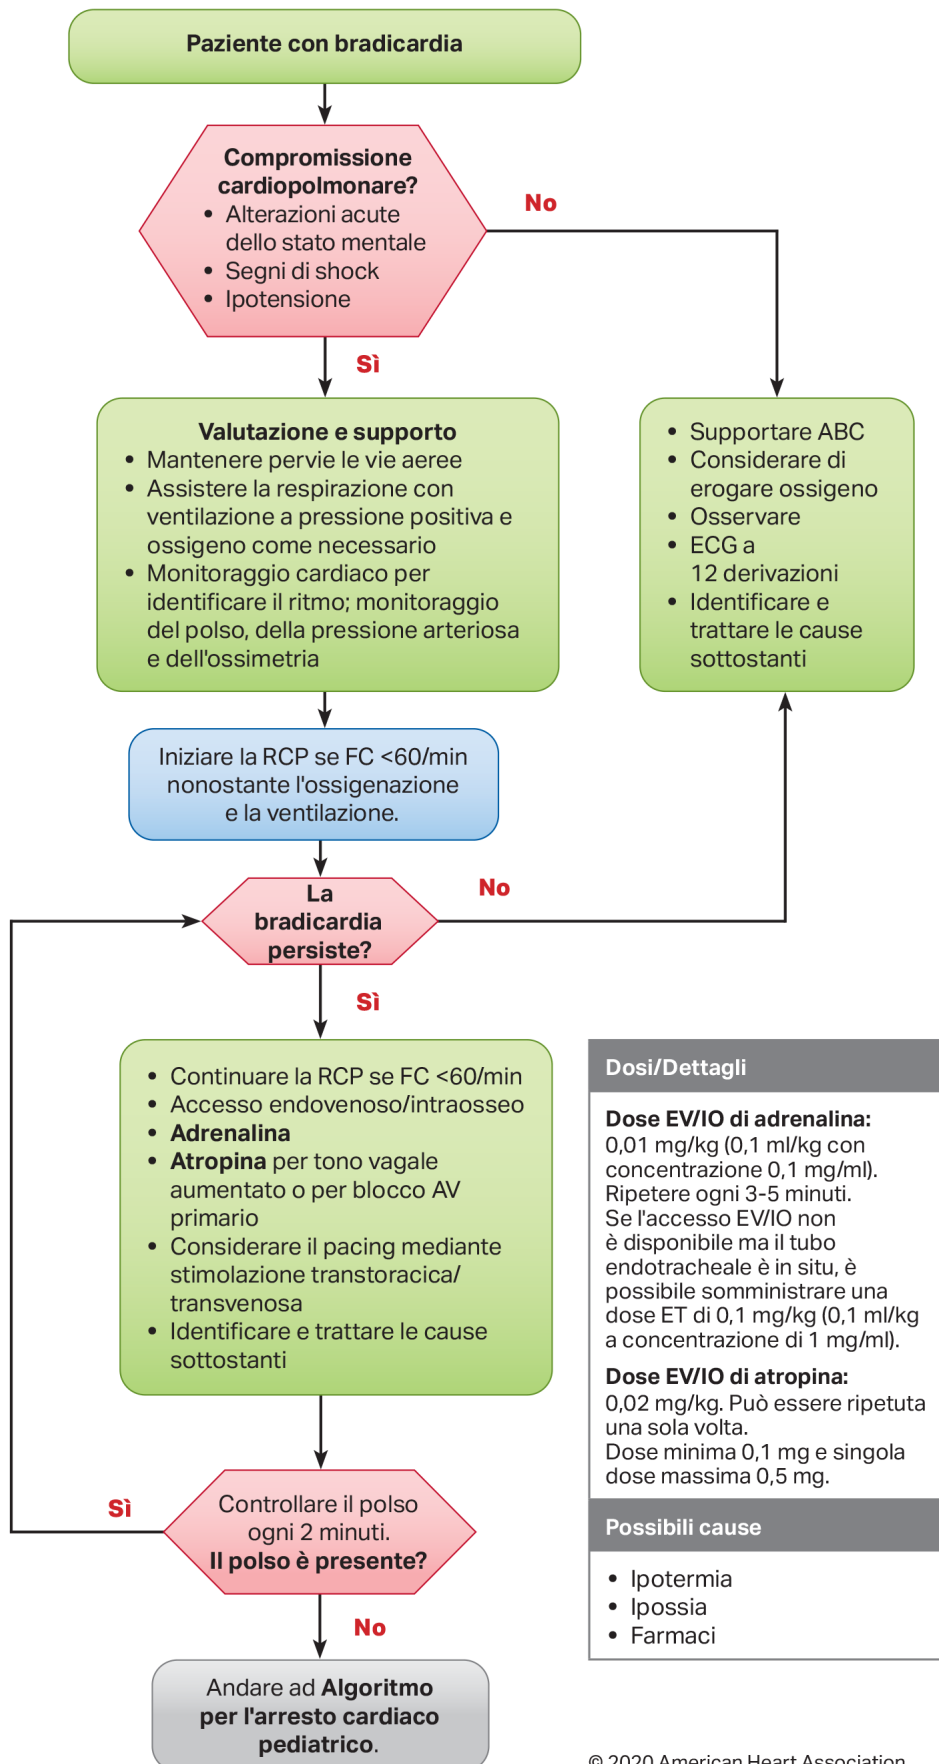 Paziente con bradicardia
Compromissione
cardiopolmonare?
• Alterazioni acute
dello stato mentale
• Segni di shock
• Ipotensione
No
Sì
Valutazione e supporto
• Mantenere pervie le vie aeree
• Assistere la respirazione con
ventilazione a pressione positiva e
ossigeno come necessario
• Monitoraggio cardiaco per
identificare il ritmo; monitoraggio
del polso, della pressione arteriosa
e dell'ossimetria
• Supportare ABC
• Considerare di
erogare ossigeno
• Osservare
• ECG a
12 derivazioni
• Identificare e
trattare le cause
sottostanti
Iniziare la RCP se FC <60/min
nonostante l'ossigenazione
e la ventilazione.
La
bradicardia
persiste?
No
Sì
• Continuare la RCP se FC <60/min
• Accesso endovenoso/intraosseo
• Adrenalina
• Atropina per tono vagale
aumentato o per blocco AV
primario
• Considerare il pacing mediante
stimolazione transtoracica/
transvenosa
• Identificare e trattare le cause
sottostanti
Controllare il polso
ogni 2 minuti.
Il polso è presente?
Sì
No
Andare ad Algoritmo
per l'arresto cardiaco
pediatrico.
Dosi/Dettagli
Dose EV/IO di adrenalina:
0,01 mg/kg (0,1 ml/kg con
concentrazione 0,1 mg/ml).
Ripetere ogni 3-5 minuti.
Se l'accesso EV/IO non
è disponibile ma il tubo
endotracheale è in situ, è
possibile somministrare una
dose ET di 0,1 mg/kg (0,1 ml/kg
a concentrazione di 1 mg/ml).
Dose EV/IO di atropina:
0,02 mg/kg. Può essere ripetuta
una sola volta.
Dose minima 0,1 mg e singola
dose massima 0,5 mg.
Possibili cause
• Ipotermia
• Ipossia
• Farmaci
© 2020 American Heart Association